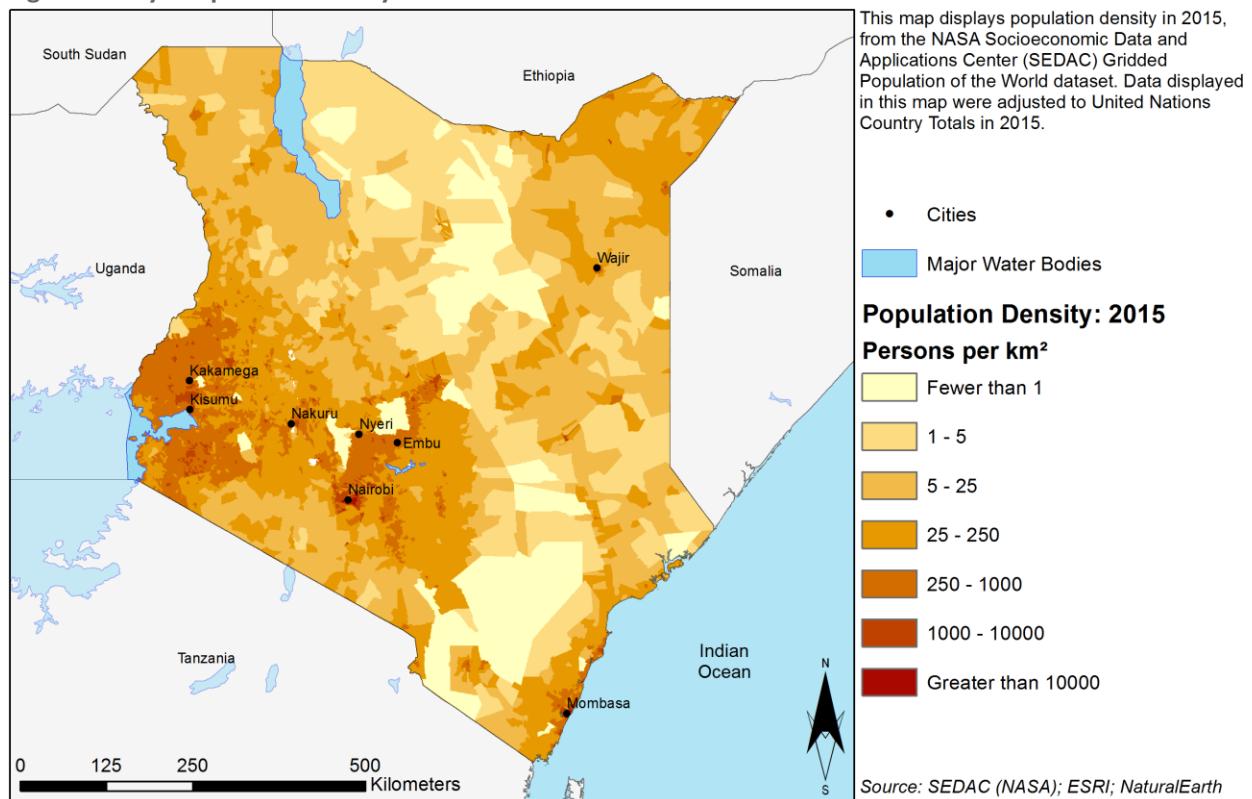 This map displays population density in 2015,
from the NASA Socioeconomic Data and
Applications Center (SEDAC) Gridded
Population of the World dataset. Data displayed
in this map were adjusted to United Nations
Country Totals in 2015.
South Sudan
Ethiopia
Uganda
Wajir
Somalia
Kakamega
Kisumu
Nakuru
Nyeri
Embu
Nairobi
Tanzania
Indian
Ocean
Mombasa
0 125 250 500
Kilometers
N
S
Cities
Major Water Bodies
Population Density: 2015
Persons per km²
Fewer than 1
1 - 5
5 - 25
25 - 250
250 - 1000
1000 - 10000
Greater than 10000
Source: SEDAC (NASA); ESRI; NaturalEarth